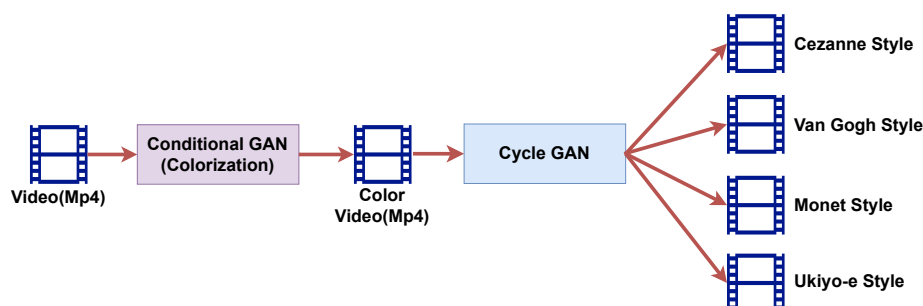 Video(Mp4)
Conditional GAN
(Colorization)
Color
Video(Mp4)
Cycle GAN
Cezanne Style
Van Gogh Style
Monet Style
Ukiyo-e Style